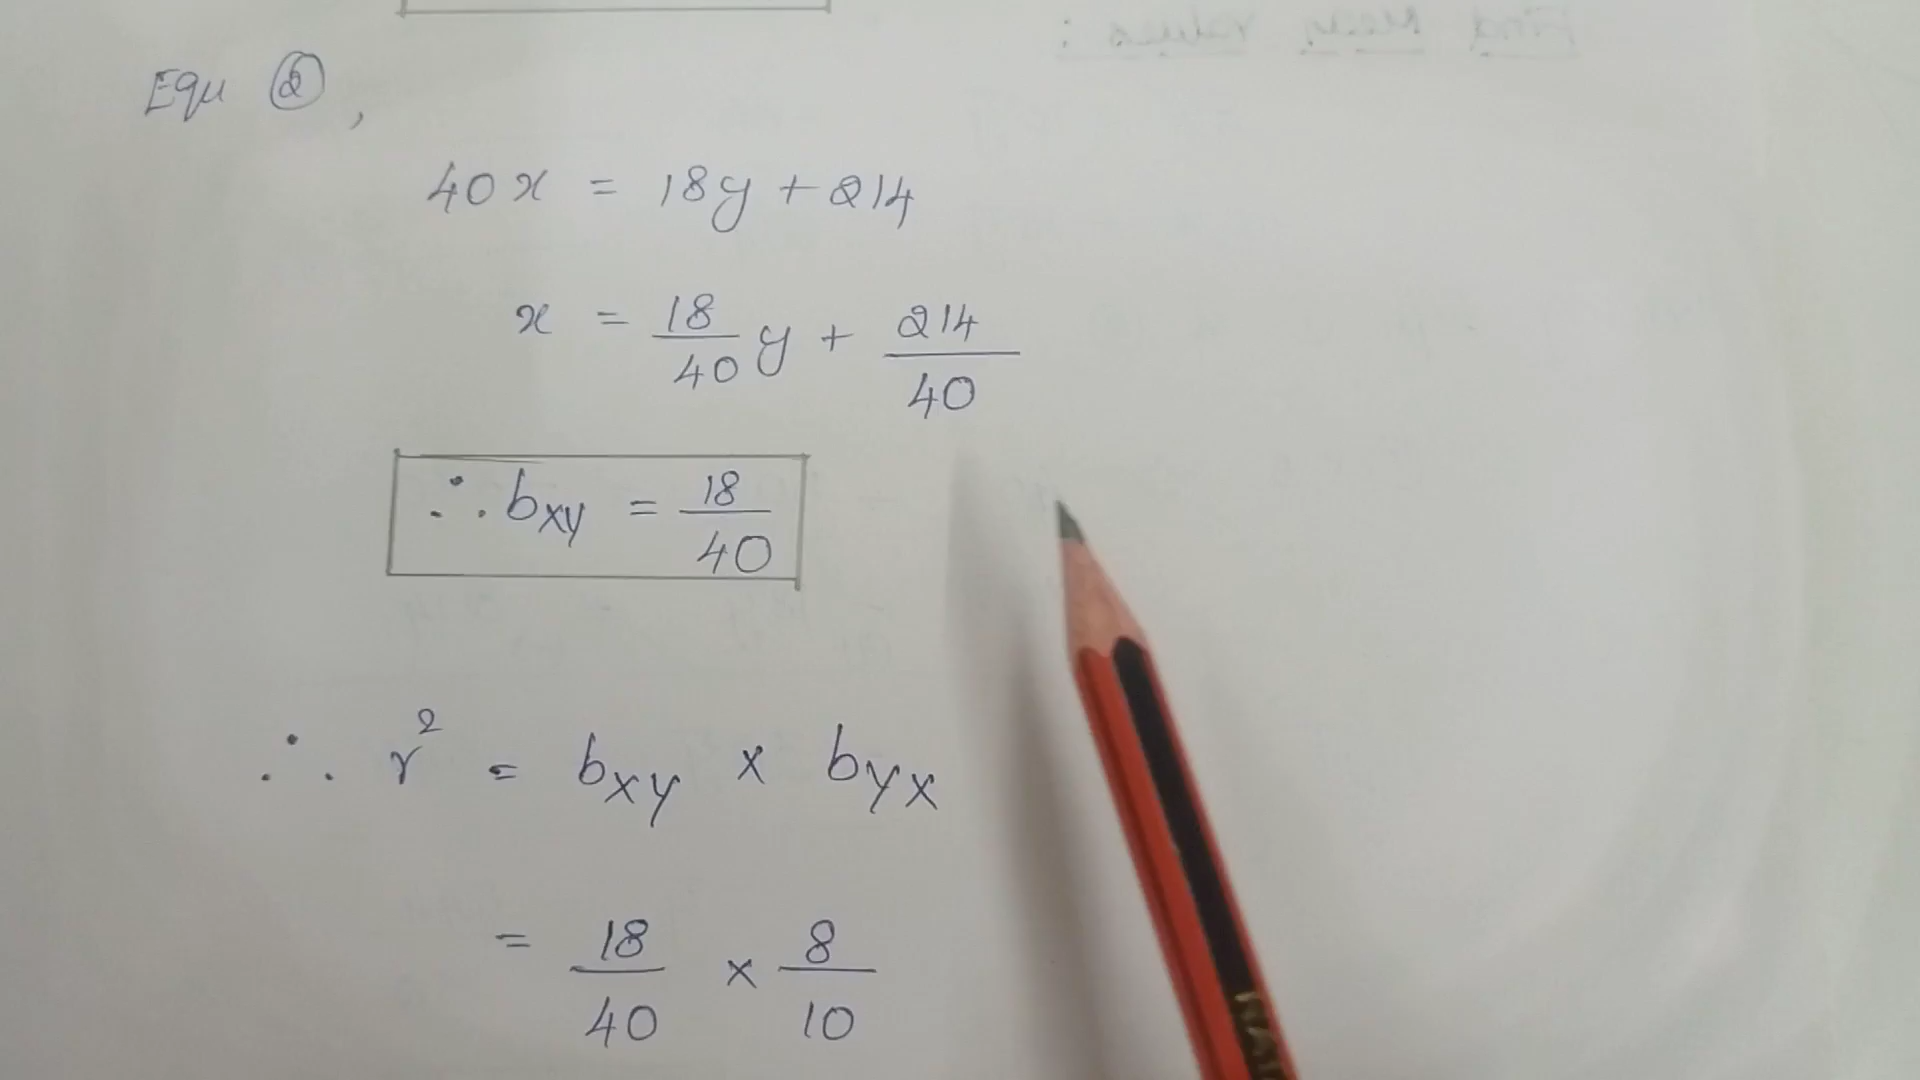 Equ ②,
40x = 18y + 214
x = 18/40 y + 214/40
∴ bxy = 18/40
∴ r² = bxy × byx
= 18/40 × 8/10